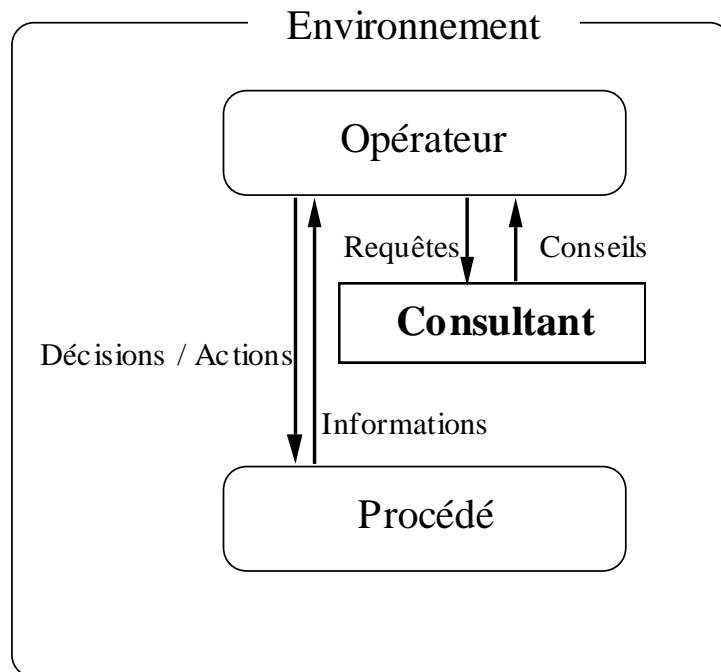 Environnement
Opérateur
Requêtes
Conseils
Consultant
Décisions / Actions
Informations
Procédé